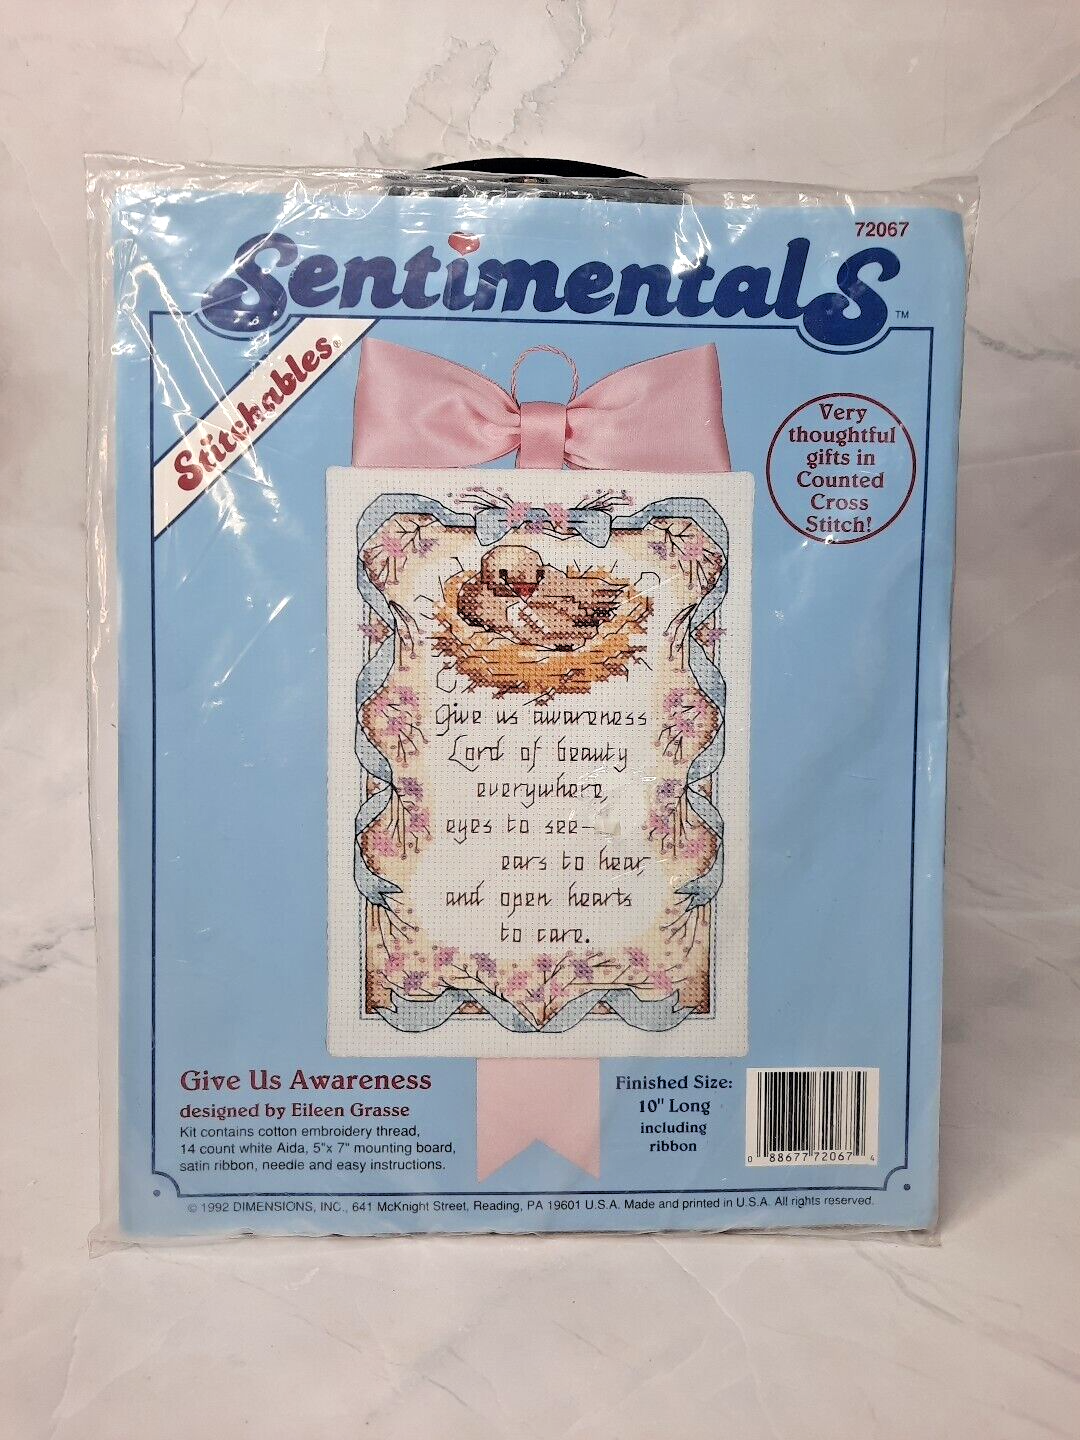 72067
SentimentalS™
Stitchables®
Very
thoughtful
gifts in
Counted
Cross
Stitch!
Give us awareness
Lord of beauty
everywhere,
eyes to see—
ears to hear,
and open hearts
to care.
Give Us Awareness
designed by Eileen Grasse
Kit contains cotton embroidery thread,
14 count white Aida, 5"x 7" mounting board,
satin ribbon, needle and easy instructions.
Finished Size:
10" Long
including
ribbon
0 88677 72067 4
© 1992 DIMENSIONS, INC., 641 McKnight Street, Reading, PA 19601 U.S.A. Made and printed in U.S.A. All rights reserved.